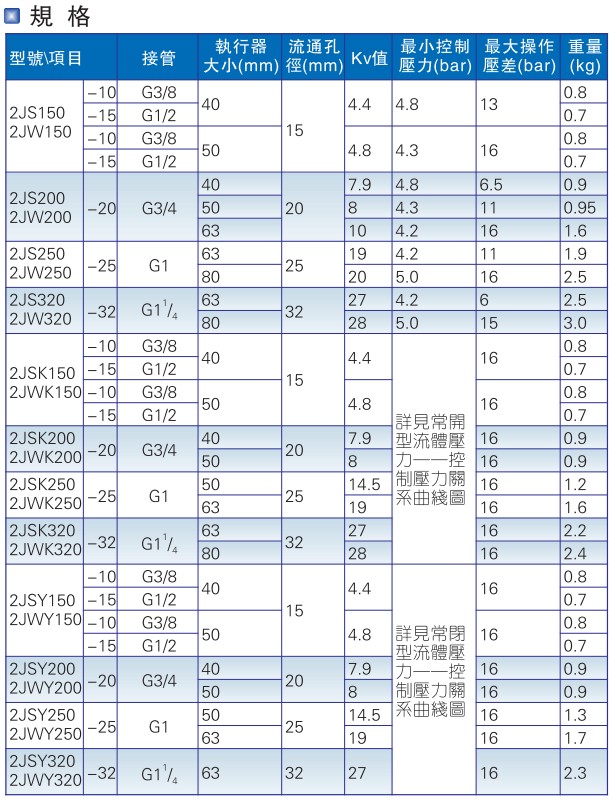 規 格
型號\項目 接管 執行器大小(mm) 流通孔徑(mm) Kv值 最小控制壓力(bar) 最大操作壓差(bar) 重量(kg)
2JS150 2JW150 –10 G3/8 40 15 4.4 4.8 13 0.8
–15 G1/2 0.7
–10 G3/8 50 4.8 4.3 16 0.8
–15 G1/2 0.7
2JS200 2JW200 –20 G3/4 40 20 7.9 4.8 6.5 0.9
50 8 4.3 11 0.95
63 10 4.2 16 1.6
2JS250 2JW250 –25 G1 63 25 19 4.2 11 1.9
80 20 5.0 16 2.5
2JS320 2JW320 –32 G1 1/4 63 32 27 4.2 6 2.5
80 28 5.0 15 3.0
2JSK150 2JWK150 –10 G3/8 40 15 4.4 詳見常開型流體壓力——控制壓力關系曲綫圖 16 0.8
–15 G1/2 0.7
–10 G3/8 50 4.8 16 0.8
–15 G1/2 0.7
2JSK200 2JWK200 –20 G3/4 40 20 7.9 16 0.9
50 8 16 0.9
2JSK250 2JWK250 –25 G1 50 25 14.5 16 1.2
63 19 16 1.6
2JSK320 2JWK320 –32 G1 1/4 63 32 27 16 2.2
80 28 16 2.4
2JSY150 2JWY150 –10 G3/8 40 15 4.4 詳見常閉型流體壓力——控制壓力關系曲綫圖 16 0.8
–15 G1/2 0.7
–10 G3/8 50 4.8 16 0.8
–15 G1/2 0.7
2JSY200 2JWY200 –20 G3/4 40 20 7.9 16 0.9
50 8 16 0.9
2JSY250 2JWY250 –25 G1 50 25 14.5 16 1.3
63 19 16 1.7
2JSY320 2JWY320 –32 G1 1/4 63 32 27 16 2.3